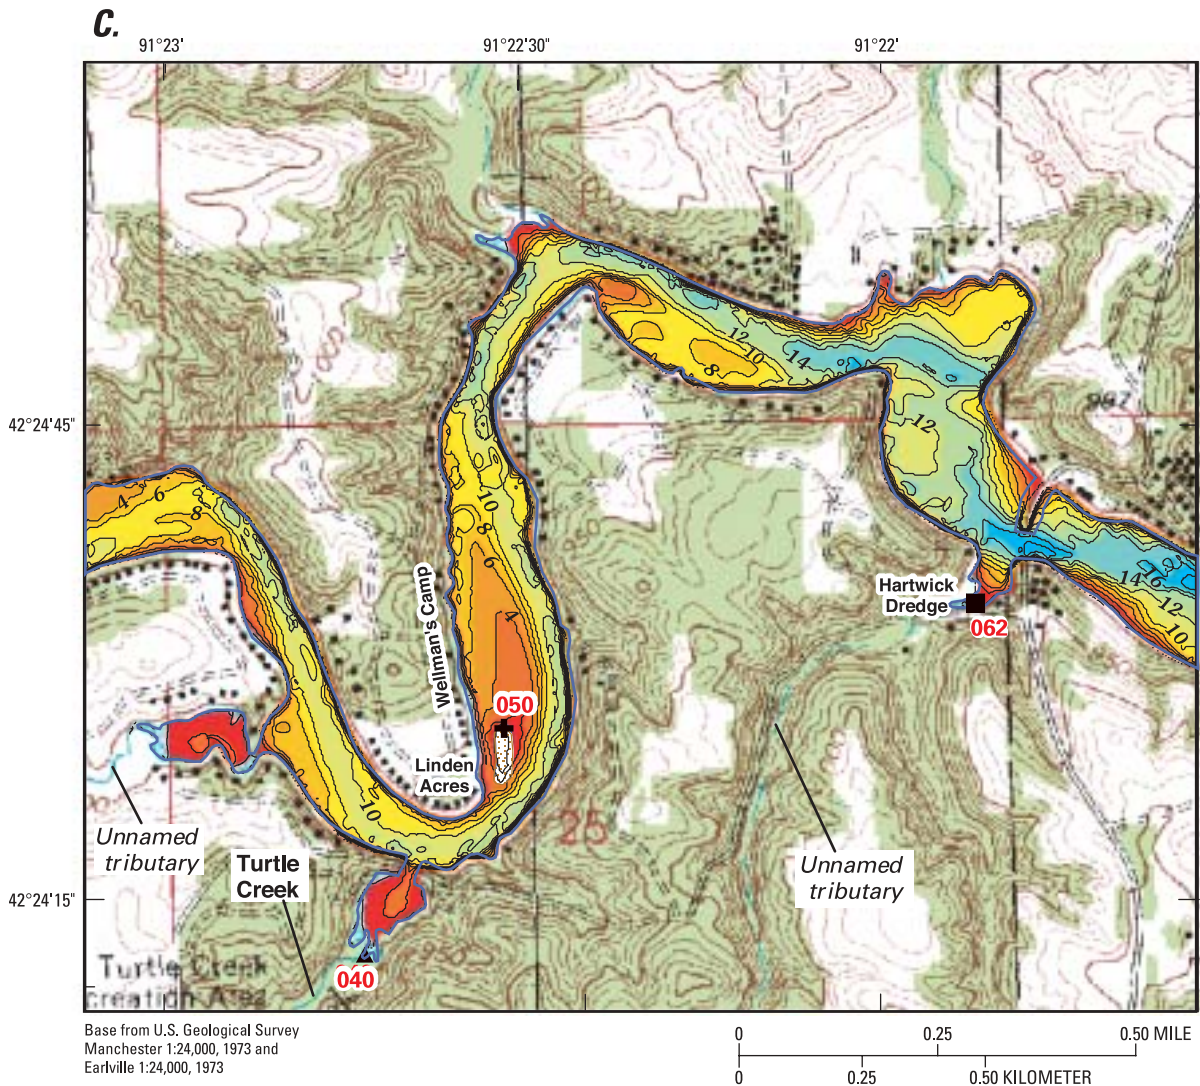 C.
91°23'
91°22'30"
91°22'
42°24'45"
42°24'15"
12
10
8
14
12
4
6
8
10
8
6
4
10
14
16
12
10
Wellman's Camp
Linden
Acres
050
Hartwick
Dredge
062
25
Unnamed
tributary
Turtle
Creek
Unnamed
tributary
040
Turtle Creek
creation Area
Base from U.S. Geological Survey
Manchester 1:24,000, 1973 and
Earlville 1:24,000, 1973
0 0.25 0.50 MILE
0 0.25 0.50 KILOMETER